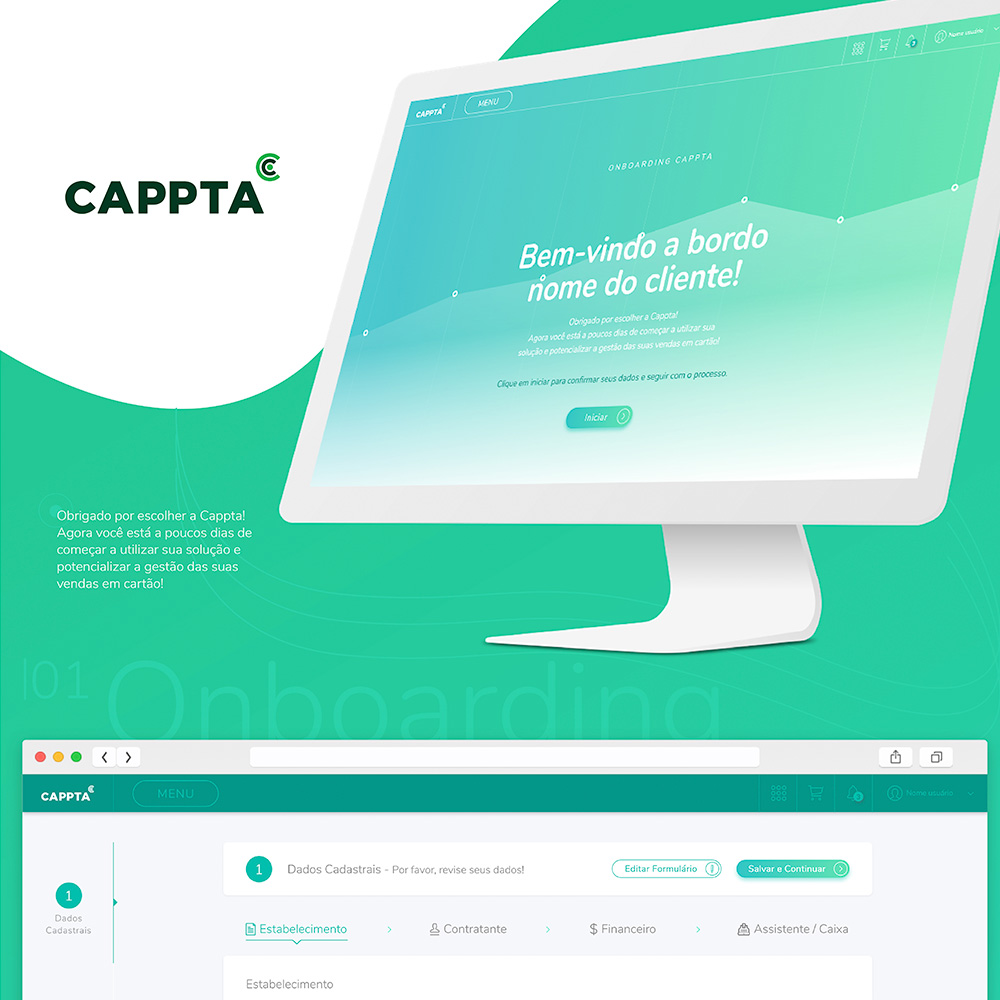 CAPPTA
MENU
3
Nome usuário
ONBOARDING CAPPTA
Bem-vindo a bordo
nome do cliente!
Obrigado por escolher a Cappta!
Agora você está a poucos dias de começar a utilizar sua
solução e potencializar a gestão das suas vendas em cartão!
Clique em iniciar para confirmar seus dados e seguir com o processo.
Iniciar
CAPPTA
Obrigado por escolher a Cappta!
Agora você está a poucos dias de
começar a utilizar sua solução e
potencializar a gestão das suas
vendas em cartão!
|01 Onboarding
CAPPTA
MENU
3
Nome usuário
1
Dados
Cadastrais
1 Dados Cadastrais - Por favor, revise seus dados!
Editar Formulário
Salvar e Continuar
Estabelecimento > Contratante > $ Financeiro > Assistente / Caixa
Estabelecimento